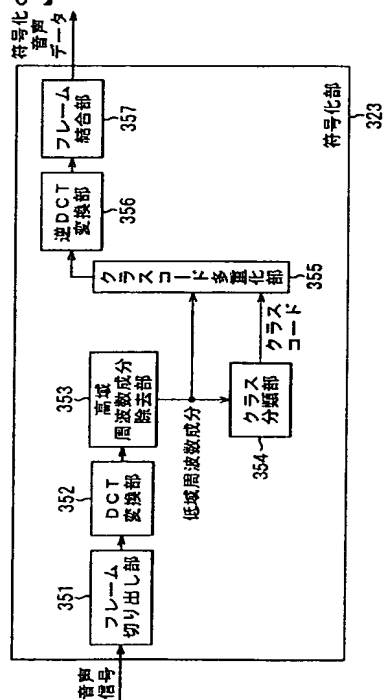 音声
信号
351
フレーム
切り出し部
352
DCT
変換部
353
高域
周波数成分
除去部
低域周波数成分
354
クラス
分類部
クラス
コード
クラスコード多重化部
355
逆DCT
変換部
356
フレーム
結合部
357
符号化
音声
データ
符号化部
323